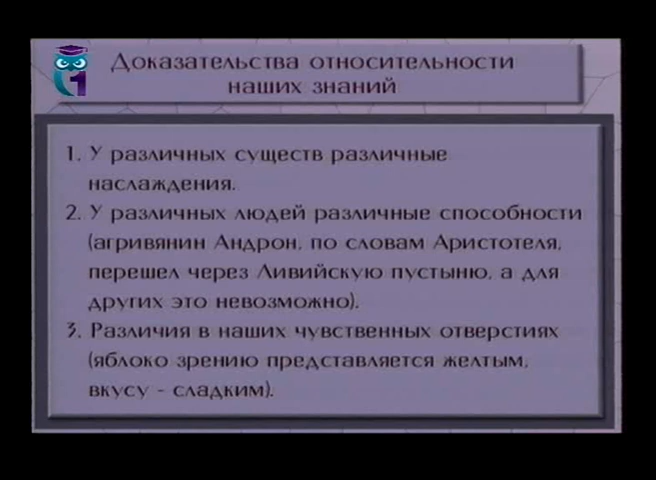 Доказательства относительности
наших знаний
1
1. У различных существ различные
наслаждения.
2. У различных людей различные способности
(агривянин Андрон, по словам Аристотеля,
перешел через Ливийскую пустыню, а для
других это невозможно).
3. Различия в наших чувственных отверстиях
(яблоко зрению представляется желтым,
вкусу - сладким).